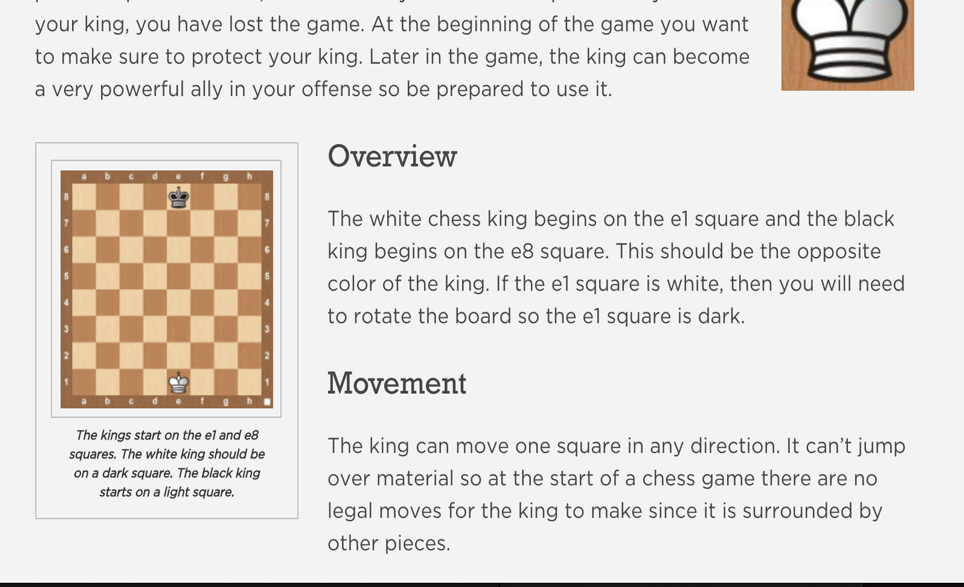 your king, you have lost the game. At the beginning of the game you want
to make sure to protect your king. Later in the game, the king can become
a very powerful ally in your offense so be prepared to use it.
a b c d e f g h
8 8
7 7
6 6
5 5
4 4
3 3
2 2
1 1
a b c d e f g h
The kings start on the e1 and e8
squares. The white king should be
on a dark square. The black king
starts on a light square.
Overview
The white chess king begins on the e1 square and the black
king begins on the e8 square. This should be the opposite
color of the king. If the e1 square is white, then you will need
to rotate the board so the e1 square is dark.
Movement
The king can move one square in any direction. It can’t jump
over material so at the start of a chess game there are no
legal moves for the king to make since it is surrounded by
other pieces.